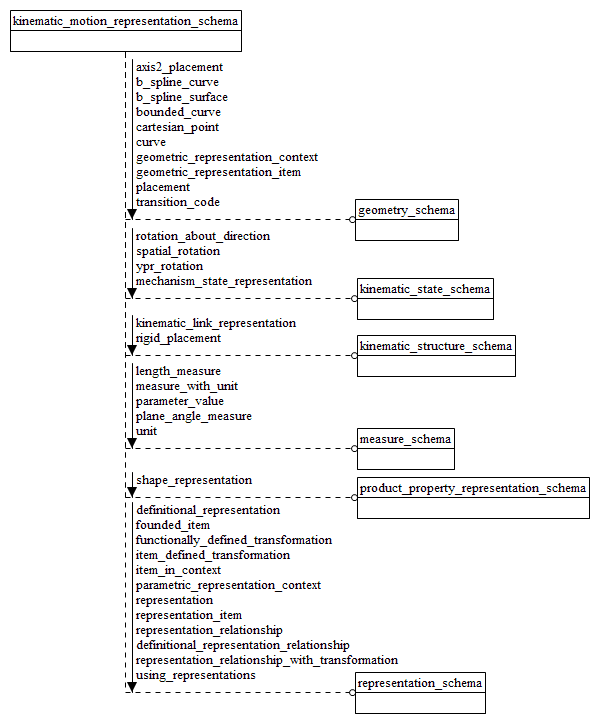 kinematic_motion_representation_schema
axis2_placement
b_spline_curve
b_spline_surface
bounded_curve
cartesian_point
curve
geometric_representation_context
geometric_representation_item
placement
transition_code
geometry_schema
rotation_about_direction
spatial_rotation
ypr_rotation
mechanism_state_representation
kinematic_state_schema
kinematic_link_representation
rigid_placement
kinematic_structure_schema
length_measure
measure_with_unit
parameter_value
plane_angle_measure
unit
measure_schema
shape_representation
product_property_representation_schema
definitional_representation
founded_item
functionally_defined_transformation
item_defined_transformation
item_in_context
parametric_representation_context
representation
representation_item
representation_relationship
definitional_representation_relationship
representation_relationship_with_transformation
using_representations
representation_schema